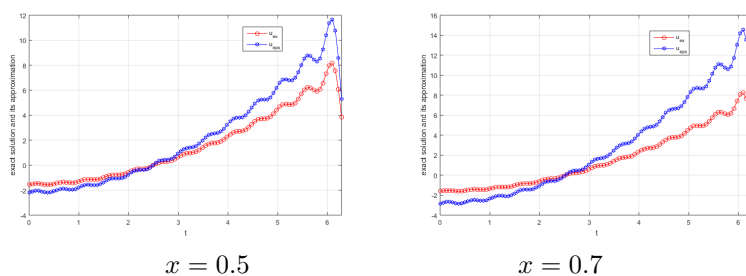 exact solution and its approximation
12
10
8
6
4
2
0
-2
-4
0 1 2 3 4 5 6
t
u_ex
u_eps
x = 0.5
exact solution and its approximation
16
14
12
10
8
6
4
2
0
-2
-4
0 1 2 3 4 5 6
t
u_ex
u_eps
x = 0.7